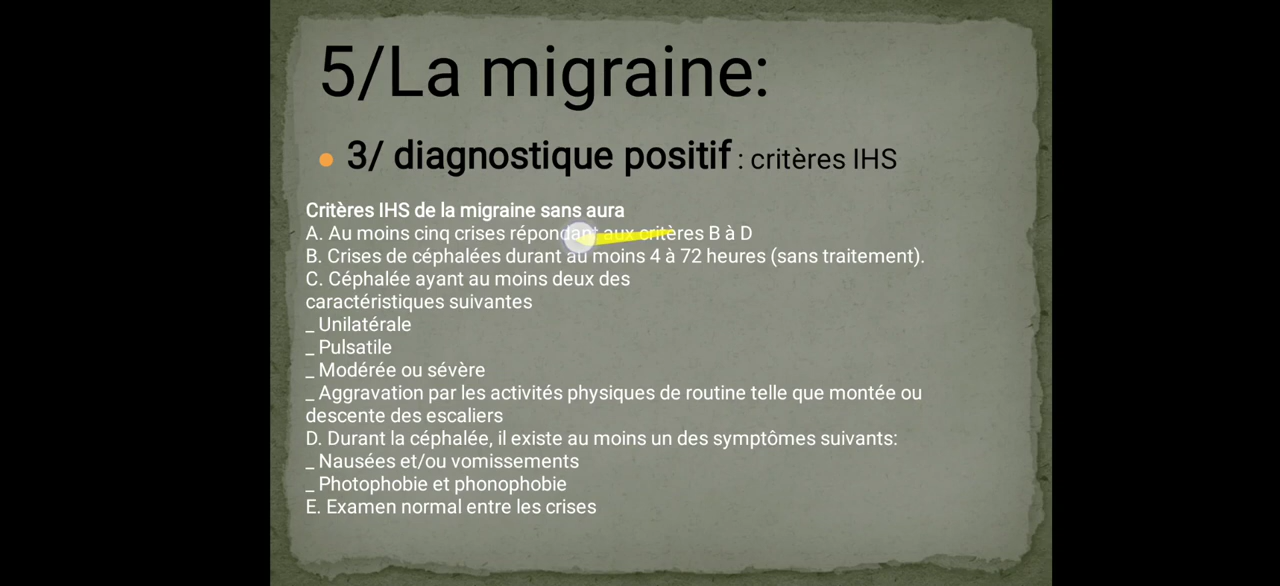 5/La migraine:
3/ diagnostique positif : critères IHS
Critères IHS de la migraine sans aura
A. Au moins cinq crises répondant aux critères B à D
B. Crises de céphalées durant au moins 4 à 72 heures (sans traitement).
C. Céphalée ayant au moins deux des
caractéristiques suivantes
_ Unilatérale
_ Pulsatile
_ Modérée ou sévère
_ Aggravation par les activités physiques de routine telle que montée ou
descente des escaliers
D. Durant la céphalée, il existe au moins un des symptômes suivants:
_ Nausées et/ou vomissements
_ Photophobie et phonophobie
E. Examen normal entre les crises